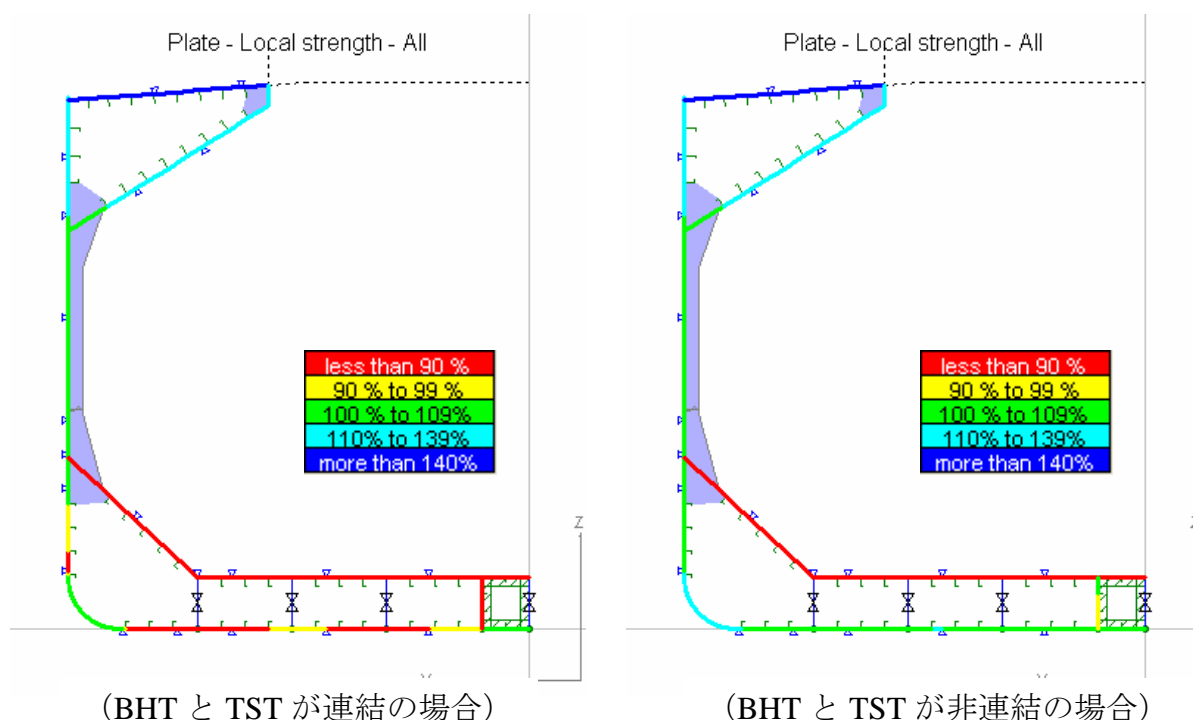 Plate - Local strength - All
less than 90 %
90 % to 99 %
100 % to 109%
110% to 139%
more than 140%
Z
（BHT と TST が連結の場合）
Plate - Local strength - All
less than 90 %
90 % to 99 %
100 % to 109%
110% to 139%
more than 140%
（BHT と TST が非連結の場合）